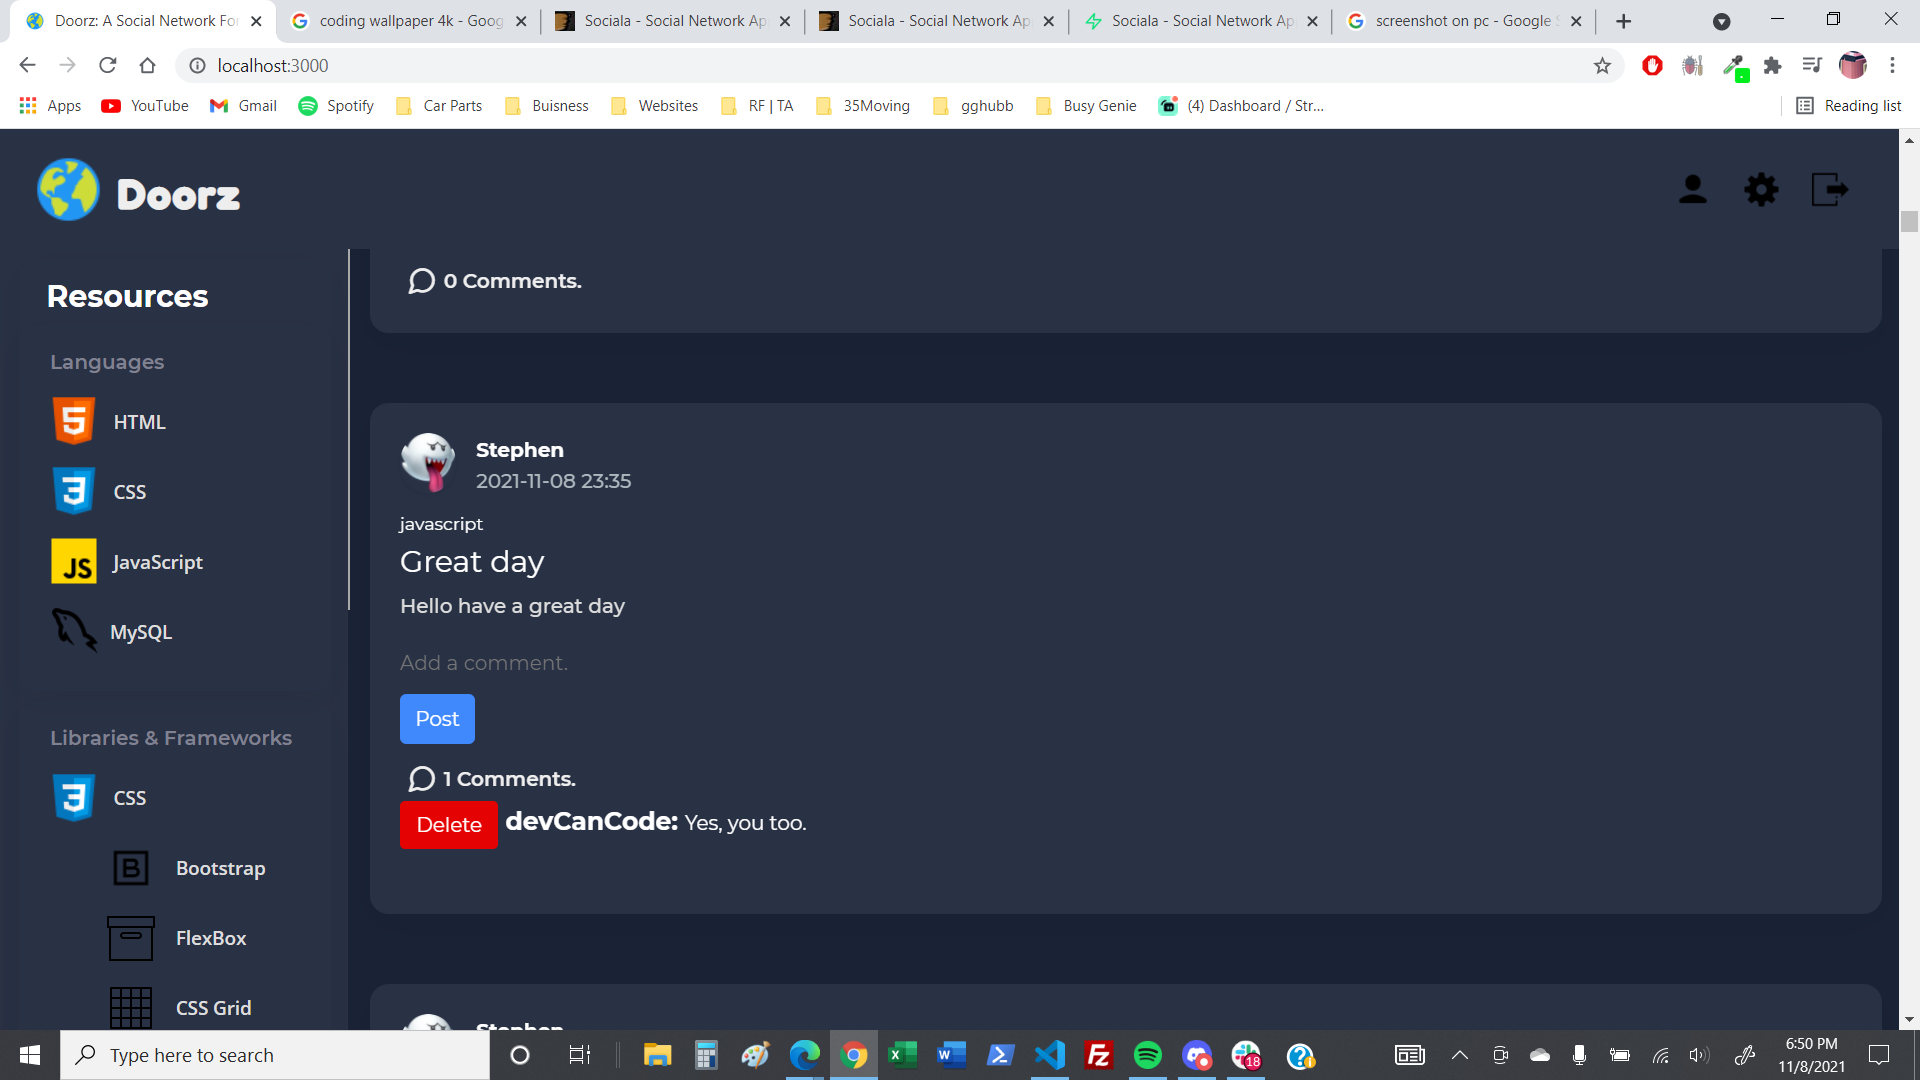 Doorz: A Social Network For
coding wallpaper 4k - Goog
Sociala - Social Network Ap
Sociala - Social Network Ap
Sociala - Social Network Ap
screenshot on pc - Google S
localhost:3000
Apps
YouTube
Gmail
Spotify
Car Parts
Buisness
Websites
RF | TA
35Moving
gghubb
Busy Genie
(4) Dashboard / Str...
Reading list
Doorz
Resources
Languages
HTML
CSS
JS
JavaScript
MySQL
Libraries & Frameworks
CSS
B
Bootstrap
FlexBox
CSS Grid
0 Comments.
Stephen
2021-11-08 23:35
javascript
Great day
Hello have a great day
Add a comment.
Post
1 Comments.
Delete
devCanCode: Yes, you too.
Stephen
Type here to search
18
6:50 PM
11/8/2021